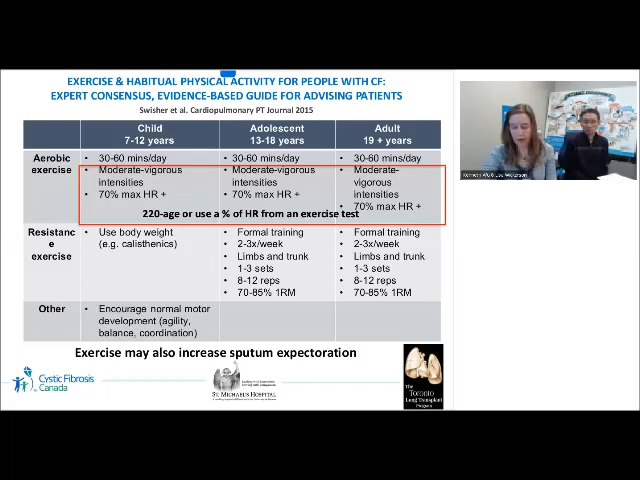 EXERCISE & HABITUAL PHYSICAL ACTIVITY FOR PEOPLE WITH CF:
EXPERT CONSENSUS, EVIDENCE-BASED GUIDE FOR ADVISING PATIENTS
Swisher et al. Cardiopulmonary PT Journal 2015
Child
7-12 years
Adolescent
13-18 years
Adult
19 + years
Aerobic
exercise
• 30-60 mins/day
• Moderate-vigorous
intensities
• 70% max HR +
• 30-60 mins/day
• Moderate-vigorous
intensities
• 70% max HR +
• 30-60 mins/day
• Moderate-
vigorous
intensities
• 70% max HR +
220-age or use a % of HR from an exercise test
Resistanc
e
exercise
• Use body weight
(e.g. calisthenics)
• Formal training
• 2-3x/week
• Limbs and trunk
• 1-3 sets
• 8-12 reps
• 70-85% 1RM
• Formal training
• 2-3x/week
• Limbs and trunk
• 1-3 sets
• 8-12 reps
• 70-85% 1RM
Other
• Encourage normal motor
development (agility,
balance, coordination)
Exercise may also increase sputum expectoration
Cystic Fibrosis
Canada
ST. MICHAEL'S HOSPITAL
The
Toronto
Lung Transplant
Program